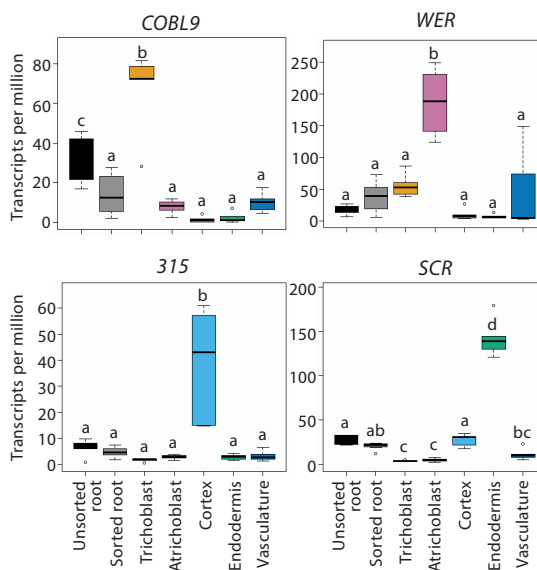 COBL9
WER
Transcripts per million
80
60
40
20
0
c
a
b
a
a
a
a
250
200
150
100
50
0
a
a
a
b
a
a
a
315
SCR
Transcripts per million
60
50
40
30
20
10
0
a
a
a
a
b
a
a
200
150
100
50
0
a
ab
c
c
a
d
bc
Unsorted root
Sorted root
Trichoblast
Atrichoblast
Cortex
Endodermis
Vasculature
Unsorted root
Sorted root
Trichoblast
Atrichoblast
Cortex
Endodermis
Vasculature